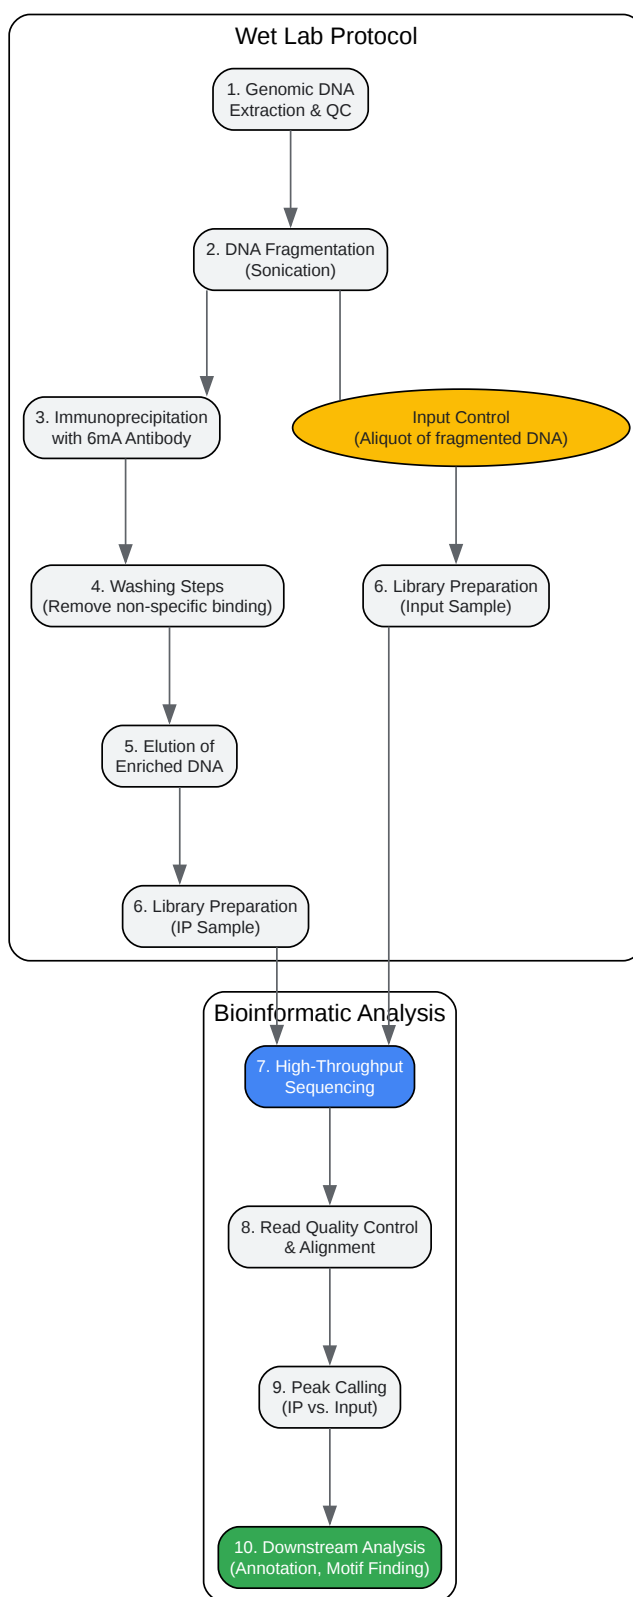 Wet Lab Protocol
1. Genomic DNA
Extraction & QC
2. DNA Fragmentation
(Sonication)
3. Immunoprecipitation
with 6mA Antibody
Input Control
(Aliquot of fragmented DNA)
4. Washing Steps
(Remove non-specific binding)
6. Library Preparation
(Input Sample)
5. Elution of
Enriched DNA
6. Library Preparation
(IP Sample)
Bioinformatic Analysis
7. High-Throughput
Sequencing
8. Read Quality Control
& Alignment
9. Peak Calling
(IP vs. Input)
10. Downstream Analysis
(Annotation, Motif Finding)